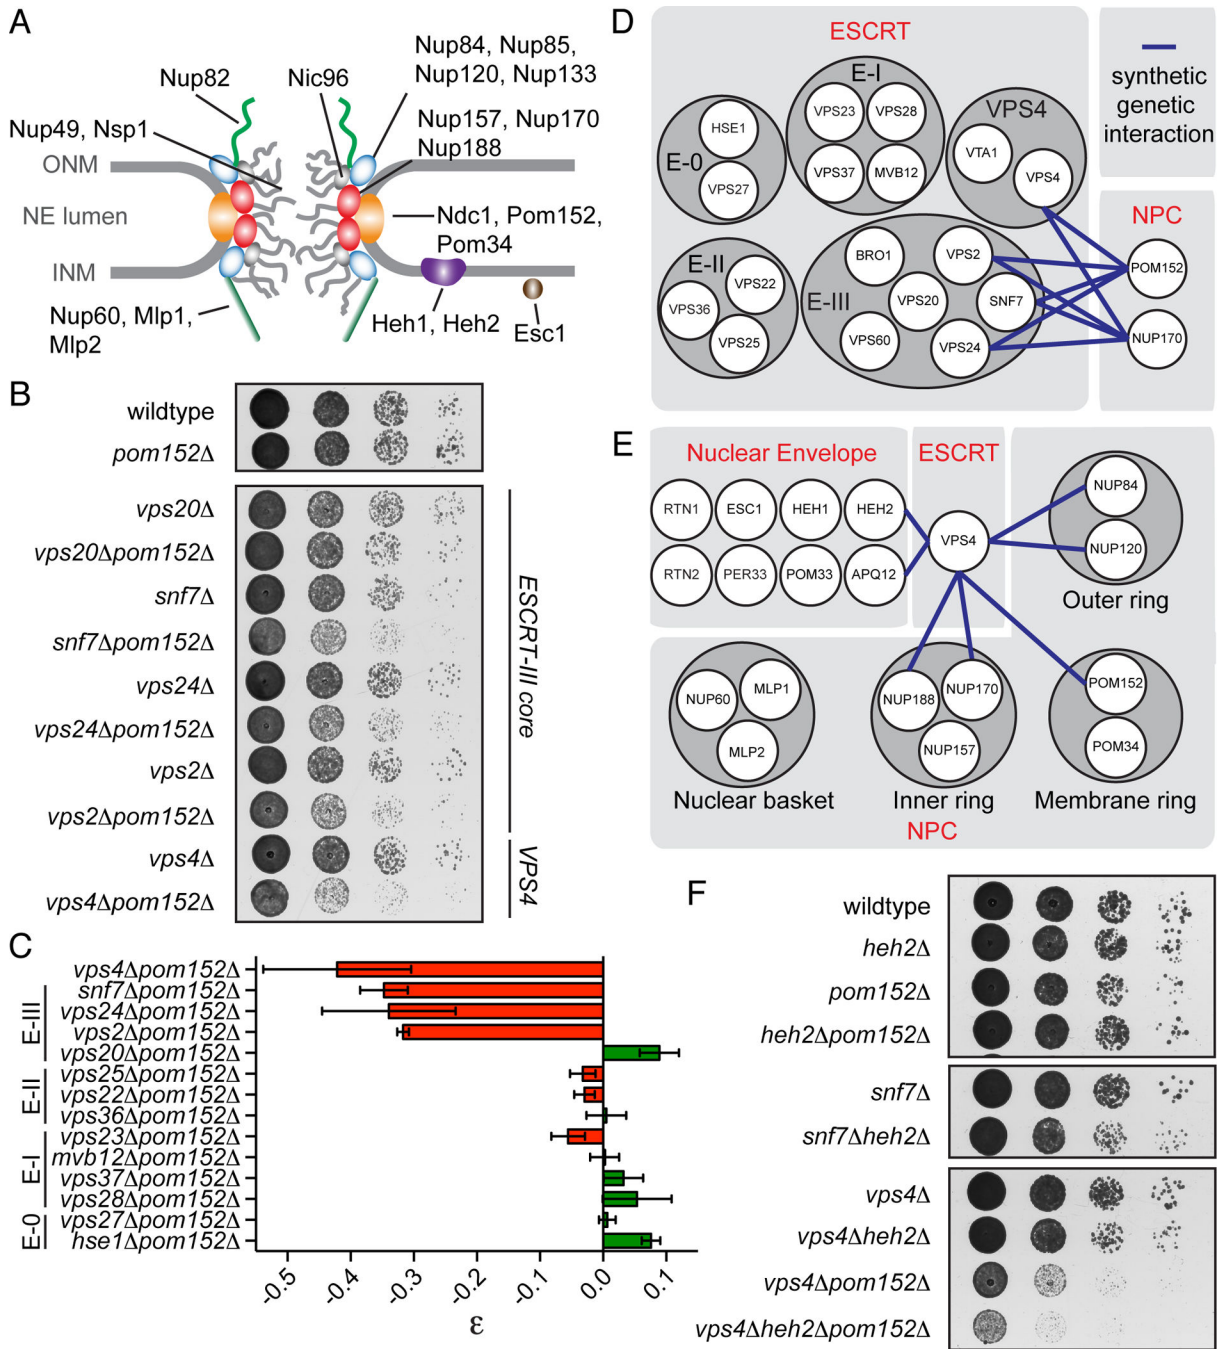 A
Nup84, Nup85,
Nup120, Nup133
Nup82
Nic96
Nup49, Nsp1
Nup157, Nup170
Nup188
ONM
NE lumen
INM
Ndc1, Pom152,
Pom34
Nup60, Mlp1,
Mlp2
Heh1, Heh2
Esc1
B
wildtype
pom152Δ
vps20Δ
vps20Δpom152Δ
snf7Δ
snf7Δpom152Δ
vps24Δ
vps24Δpom152Δ
vps2Δ
vps2Δpom152Δ
vps4Δ
vps4Δpom152Δ
ESCRT-III core
VPS4
C
vps4Δpom152Δ
snf7Δpom152Δ
vps24Δpom152Δ
vps2Δpom152Δ
vps20Δpom152Δ
vps25Δpom152Δ
vps22Δpom152Δ
vps36Δpom152Δ
vps23Δpom152Δ
mvb12Δpom152Δ
vps37Δpom152Δ
vps28Δpom152Δ
vps27Δpom152Δ
hse1Δpom152Δ
E-III
E-II
E-I
E-0
-0.5 -0.4 -0.3 -0.2 -0.1 0.0 0.1
ε
D
ESCRT
E-0
HSE1
VPS27
E-I
VPS23 VPS28
VPS37 MVB12
VPS4
VTA1
VPS4
E-II
VPS22
VPS36
VPS25
E-III
BRO1 VPS2
VPS20 SNF7
VPS60 VPS24
synthetic
genetic
interaction
NPC
POM152
NUP170
E
Nuclear Envelope
RTN1 ESC1 HEH1 HEH2
RTN2 PER33 POM33 APQ12
ESCRT
VPS4
NUP84
NUP120
Outer ring
NUP60 MLP1
MLP2
Nuclear basket
NUP188 NUP170
NUP157
Inner ring
POM152
POM34
Membrane ring
NPC
F
wildtype
heh2Δ
pom152Δ
heh2Δpom152Δ
snf7Δ
snf7Δheh2Δ
vps4Δ
vps4Δheh2Δ
vps4Δpom152Δ
vps4Δheh2Δpom152Δ